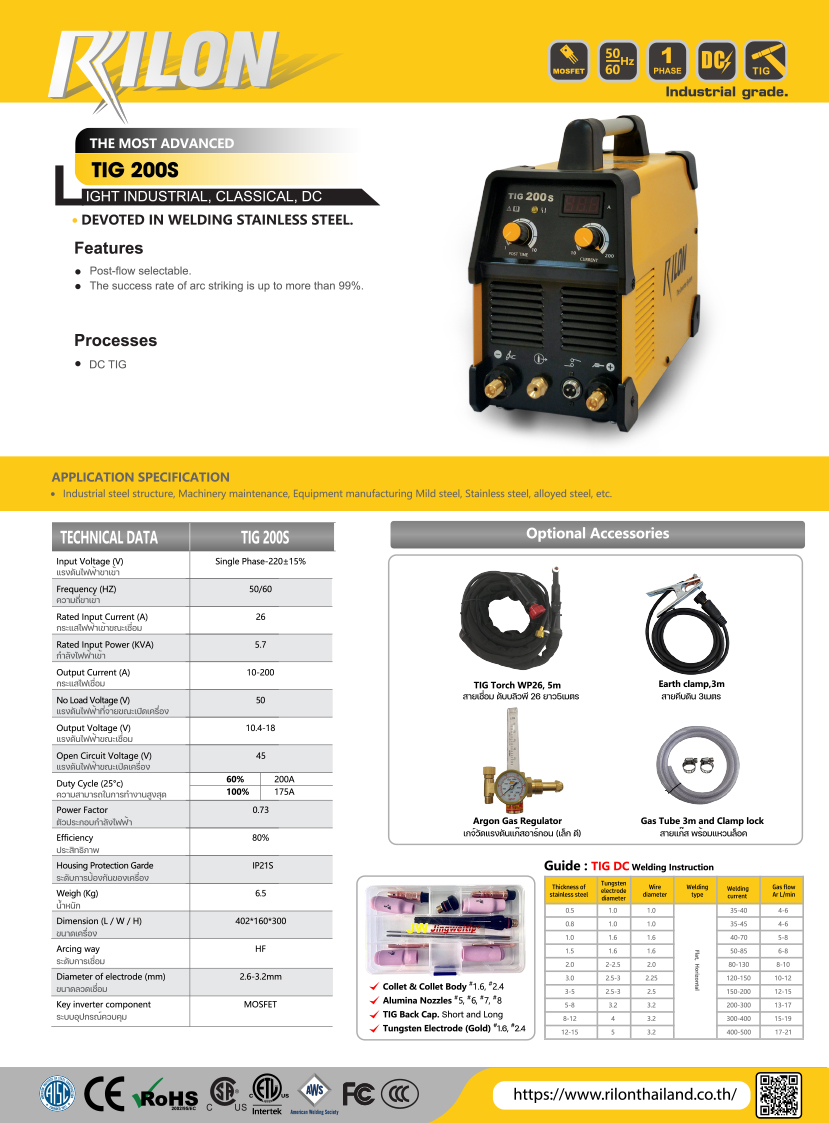 RILON
MOSFET
50
60 Hz
1
PHASE
DC
TIG
Industrial grade.
THE MOST ADVANCED
TIG 200S
LIGHT INDUSTRIAL, CLASSICAL, DC
• DEVOTED IN WELDING STAINLESS STEEL.
Features
● Post-flow selectable.
● The success rate of arc striking is up to more than 99%.
Processes
● DC TIG
TIG 200S
A
1 10
POST TIME
10 200
CURRENT
RILON
APPLICATION SPECIFICATION
• Industrial steel structure, Machinery maintenance, Equipment manufacturing Mild steel, Stainless steel, alloyed steel, etc.
TECHNICAL DATA TIG 200S
Input Voltage (V) Single Phase-220±15%
แรงดันไฟฟ้าขาเข้า
Frequency (HZ) 50/60
ความถี่ขาเข้า
Rated Input Current (A) 26
กระแสไฟฟ้าเข้าขณะเชื่อม
Rated Input Power (KVA) 5.7
กำลังไฟฟ้าเข้า
Output Current (A) 10-200
กระแสไฟเชื่อม
No Load Voltage (V) 50
แรงดันไฟฟ้าที่จ่ายขณะเปิดเครื่อง
Output Voltage (V) 10.4-18
แรงดันไฟฟ้าขณะเชื่อม
Open Circuit Voltage (V) 45
แรงดันไฟฟ้าขณะเปิดเครื่อง
Duty Cycle (25°c) 60% 200A
ความสามารถในการทำงานสูงสุด 100% 175A
Power Factor 0.73
ตัวประกอบกำลังไฟฟ้า
Efficiency 80%
ประสิทธิภาพ
Housing Protection Garde IP21S
ระดับการป้องกันของเครื่อง
Weigh (Kg) 6.5
น้ำหนัก
Dimension (L / W / H) 402*160*300
ขนาดเครื่อง
Arcing way HF
ระดับการเชื่อม
Diameter of electrode (mm) 2.6-3.2mm
ขนาดลวดเชื่อม
Key inverter component MOSFET
ระบบอุปกรณ์ควบคุม
Optional Accessories
TIG Torch WP26, 5m
สายเชื่อม ดับบลิวพี 26 ยาว5เมตร
Earth clamp,3m
สายคีบดิน 3เมตร
Argon Gas Regulator
เกจ์วัดแรงดันแก๊สอาร์กอน (เล็ก ดี)
Gas Tube 3m and Clamp lock
สายแก๊ส พร้อมแหวนล็อค
JW Jingweitip
Collet & Collet Body #1.6, #2.4
Alumina Nozzles #5, #6, #7, #8
TIG Back Cap. Short and Long
Tungsten Electrode (Gold) #1.6, #2.4
Guide : TIG DC Welding Instruction
Thickness of stainless steel Tungsten electrode diameter Wire diameter Welding type Welding current Gas flow Ar L/min
0.5 1.0 1.0 35-40 4-6
0.8 1.0 1.0 35-45 4-6
1.0 1.6 1.6 40-70 5-8
1.5 1.6 1.6 50-85 6-8
2.0 2-2.5 2.0 80-130 8-10
3.0 2.5-3 2.25 120-150 10-12
3-5 2.5-3 2.5 150-200 12-15
5-8 3.2 3.2 200-300 13-17
8-12 4 3.2 300-400 15-19
12-15 5 3.2 400-500 17-21
Flat, Horizontal
AISC
CE
RoHS
2002/95/EC
C SA US
C ETL US
Intertek
AWS
American Welding Society
FC
CCC
https://www.rilonthailand.co.th/